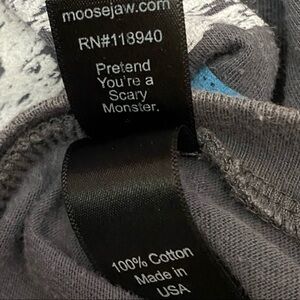 moosejaw.com
RN#118940
Pretend
You're a
Scary
Monster.
100% Cotton
Made in
USA